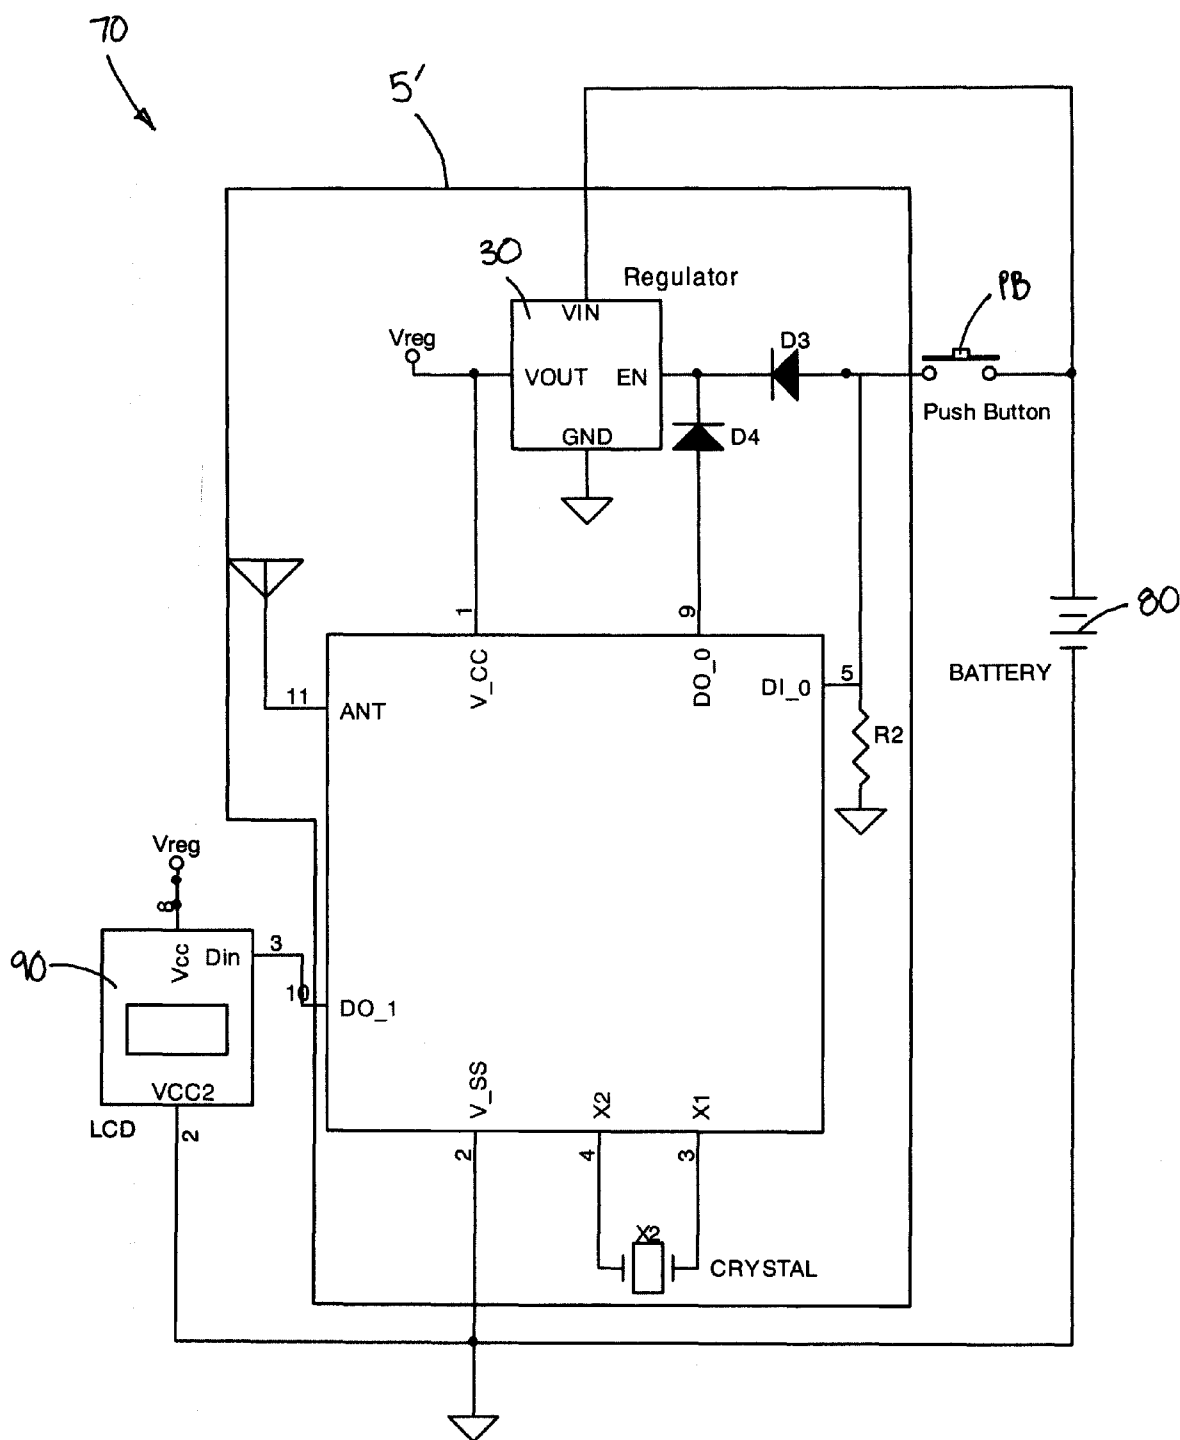 70
5′
30
Regulator
PB
VIN
Vreg
D3
VOUT
EN
Push Button
GND
D4
1
9
80
V_CC
DO_0
DI_0
5
BATTERY
11
ANT
R2
Vreg
8
90
Vcc
Din
3
10
DO_1
VCC2
V_SS
X2
X1
LCD
2
2
4
3
X2
CRYSTAL